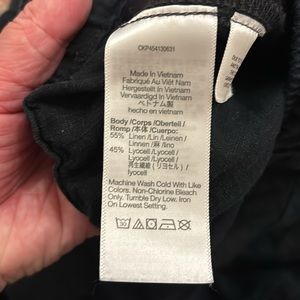 CKP454130631
Made In Vietnam
Fabriqué Au Viêt Nam
Hergestellt In Vietnam
Vervaardigd In Vietnam
ベトナム製
hecho en vietnam
Body /Corps /Oberteil /
Romp /本体 /Cuerpo:
55% Linen /Lin /Leinen /
Linnen /麻 /Lino
45% Lyocell /Lyocell /
Lyocell /Lyocell /
再生繊維 (リヨセル) /
Lyocell
Machine Wash Cold With Like
Colors. Non-Chlorine Bleach
Only. Tumble Dry Low. Iron
On Lowest Setting.
30